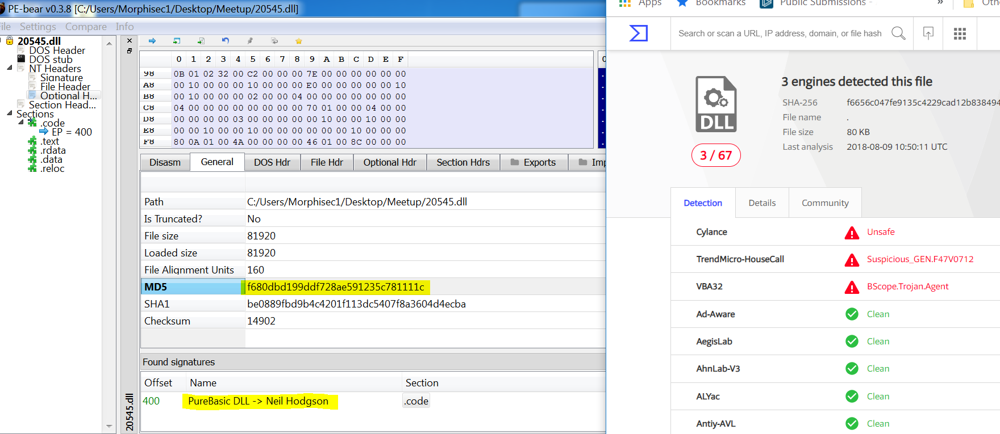 PE-bear v0.3.8 [C:/Users/Morphisec1/Desktop/Meetup/20545.dll]
Settings Compare Info
20545.dll
DOS Header
DOS stub
NT Headers
Signature
File Header
Optional H...
Section Head...
Sections
.code
EP = 400
.text
.rdata
.data
.reloc
20545.dll
0 1 2 3 4 5 6 7 8 9 A B C D E F
98 0B 01 02 32 00 C2 00 00 00 7E 00 00 00 00 00 00
A8 00 10 00 00 00 10 00 00 00 E0 00 00 00 00 00 10
B8 00 10 00 00 00 02 00 00 04 00 00 00 00 00 00 00
C8 04 00 00 00 00 00 00 00 00 70 01 00 00 04 00 00
D8 00 00 00 00 03 00 00 00 00 00 10 00 00 10 00 00
E8 00 00 10 00 00 10 00 00 00 00 00 00 10 00 00 00
F8 80 0A 01 00 4A 00 00 00 00 46 01 00 8C 00 00 00
Disasm General DOS Hdr File Hdr Optional Hdr Section Hdrs Exports
Path C:/Users/Morphisec1/Desktop/Meetup/20545.dll
Is Truncated? No
File size 81920
Loaded size 81920
File Alignment Units 160
MD5 f680dbd199ddf728ae591235c781111c
SHA1 be0889fbd9b4c4201f113dc5407f8a3604d4ecba
Checksum 14902
Found signatures
Offset Name Section
400 PureBasic DLL -> Neil Hodgson .code
Apps Bookmarks Public Submissions -
»
Search or scan a URL, IP address, domain, or file hash
DLL
3 / 67
3 engines detected this file
SHA-256 f6656c047fe9135c4229cad12b838494
File name .
File size 80 KB
Last analysis 2018-08-09 10:50:11 UTC
Detection Details Community
Cylance Unsafe
TrendMicro-HouseCall Suspicious_GEN.F47V0712
VBA32 BScope.Trojan.Agent
Ad-Aware Clean
AegisLab Clean
AhnLab-V3 Clean
ALYac Clean
Antiy-AVL Clean